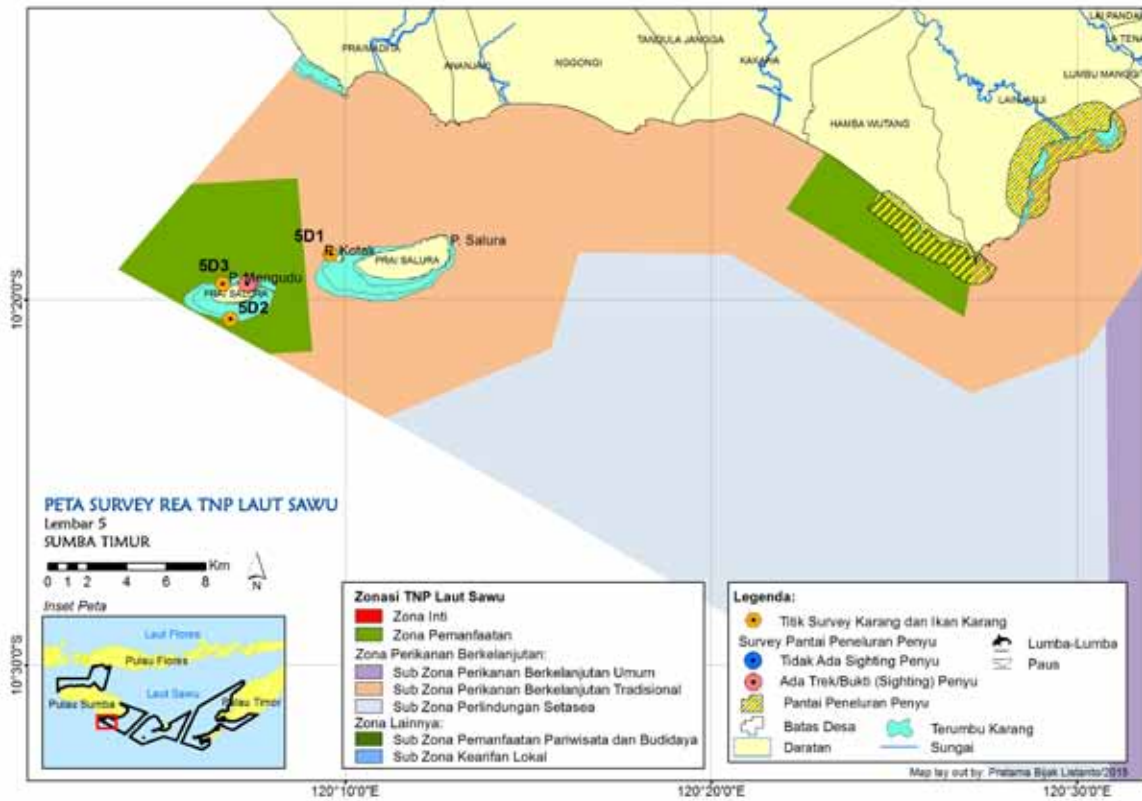 PRAIMADITA
ANANJAKI
NGGONGI
TANDULA JANGGA
KAKAHA
HAMBA WUTANG
LAI PANDA
LA TENA
LUMBU MANGGIT
5D1
P. Kotak
P. Salura
PRAI SALURA
5D3
P. Mengudu
PRAI SALURA
5D2
10°20'0"S
10°30'0"S
PETA SURVEY REA TNP LAUT SAWU
Lembar 5
SUMBA TIMUR
Km
0 1 2 4 6 8
N
Inset Peta
Laut Flores
Pulau Flores
Laut Sawu
Pulau Sumba
Pulau Timor
Zonasi TNP Laut Sawu
Zona Inti
Zona Pemanfaatan
Zona Perikanan Berkelanjutan:
Sub Zona Perikanan Berkelanjutan Umum
Sub Zona Perikanan Berkelanjutan Tradisional
Sub Zona Perlindungan Setasea
Zona Lainnya:
Sub Zona Pemanfaatan Pariwisata dan Budidaya
Sub Zona Kearifan Lokal
Legenda:
Titik Survey Karang dan Ikan Karang
Survey Pantai Peneluran Penyu
Tidak Ada Sighting Penyu
Ada Trek/Bukti (Sighting) Penyu
Pantai Peneluran Penyu
Batas Desa
Daratan
Lumba-Lumba
Paus
Terumbu Karang
Sungai
Map lay out by: Pratama Bijak Listanto/2015
120°10'0"E
120°20'0"E
120°30'0"E